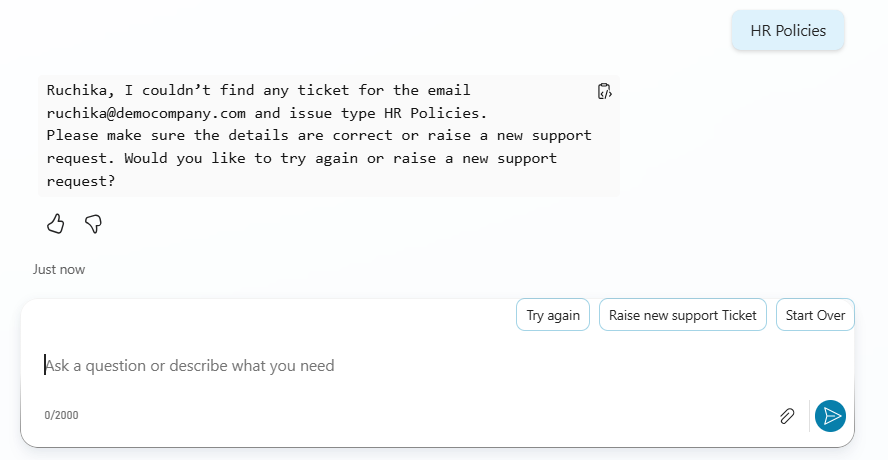 HR Policies
Ruchika, I couldn’t find any ticket for the email
ruchika@democompany.com and issue type HR Policies.
Please make sure the details are correct or raise a new support
request. Would you like to try again or raise a new support
request?
Just now
Try again
Raise new support Ticket
Start Over
Ask a question or describe what you need
0/2000